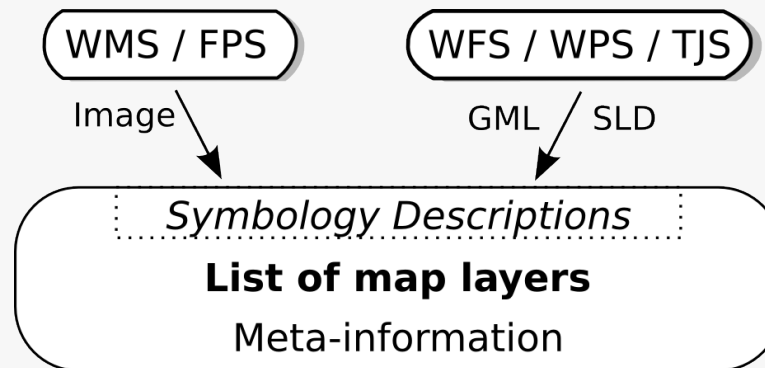 WMS / FPS
WFS / WPS / TJS
Image
GML
SLD
Symbology Descriptions
List of map layers
Meta-information